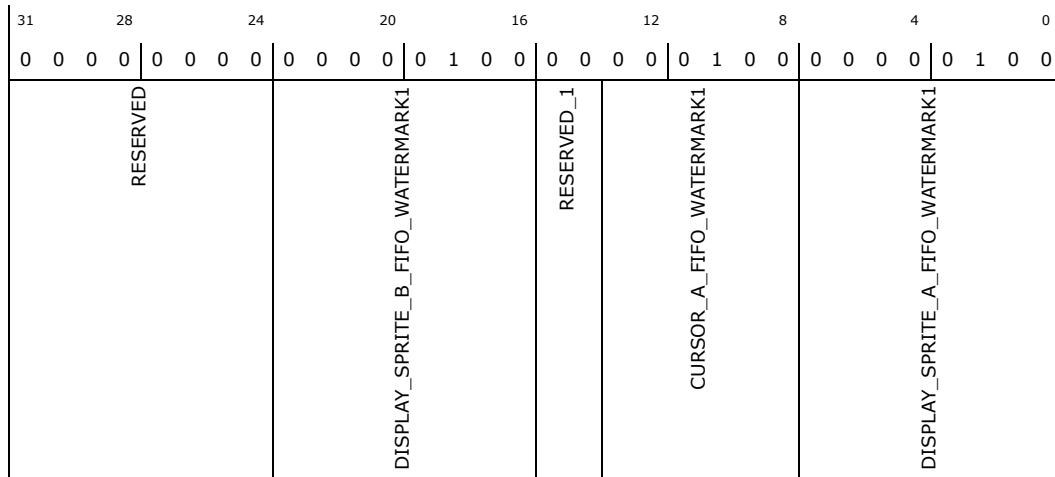 31 28 24 20 16 12 8 4 0
0 0 0 0 0 0 0 0 0 0 0 0 0 1 0 0 0 0 0 0 0 1 0 0 0 0 0 0 0 1 0 0
RESERVED
DISPLAY_SPRITE_B_FIFO_WATERMARK1
RESERVED_1
CURSOR_A_FIFO_WATERMARK1
DISPLAY_SPRITE_A_FIFO_WATERMARK1